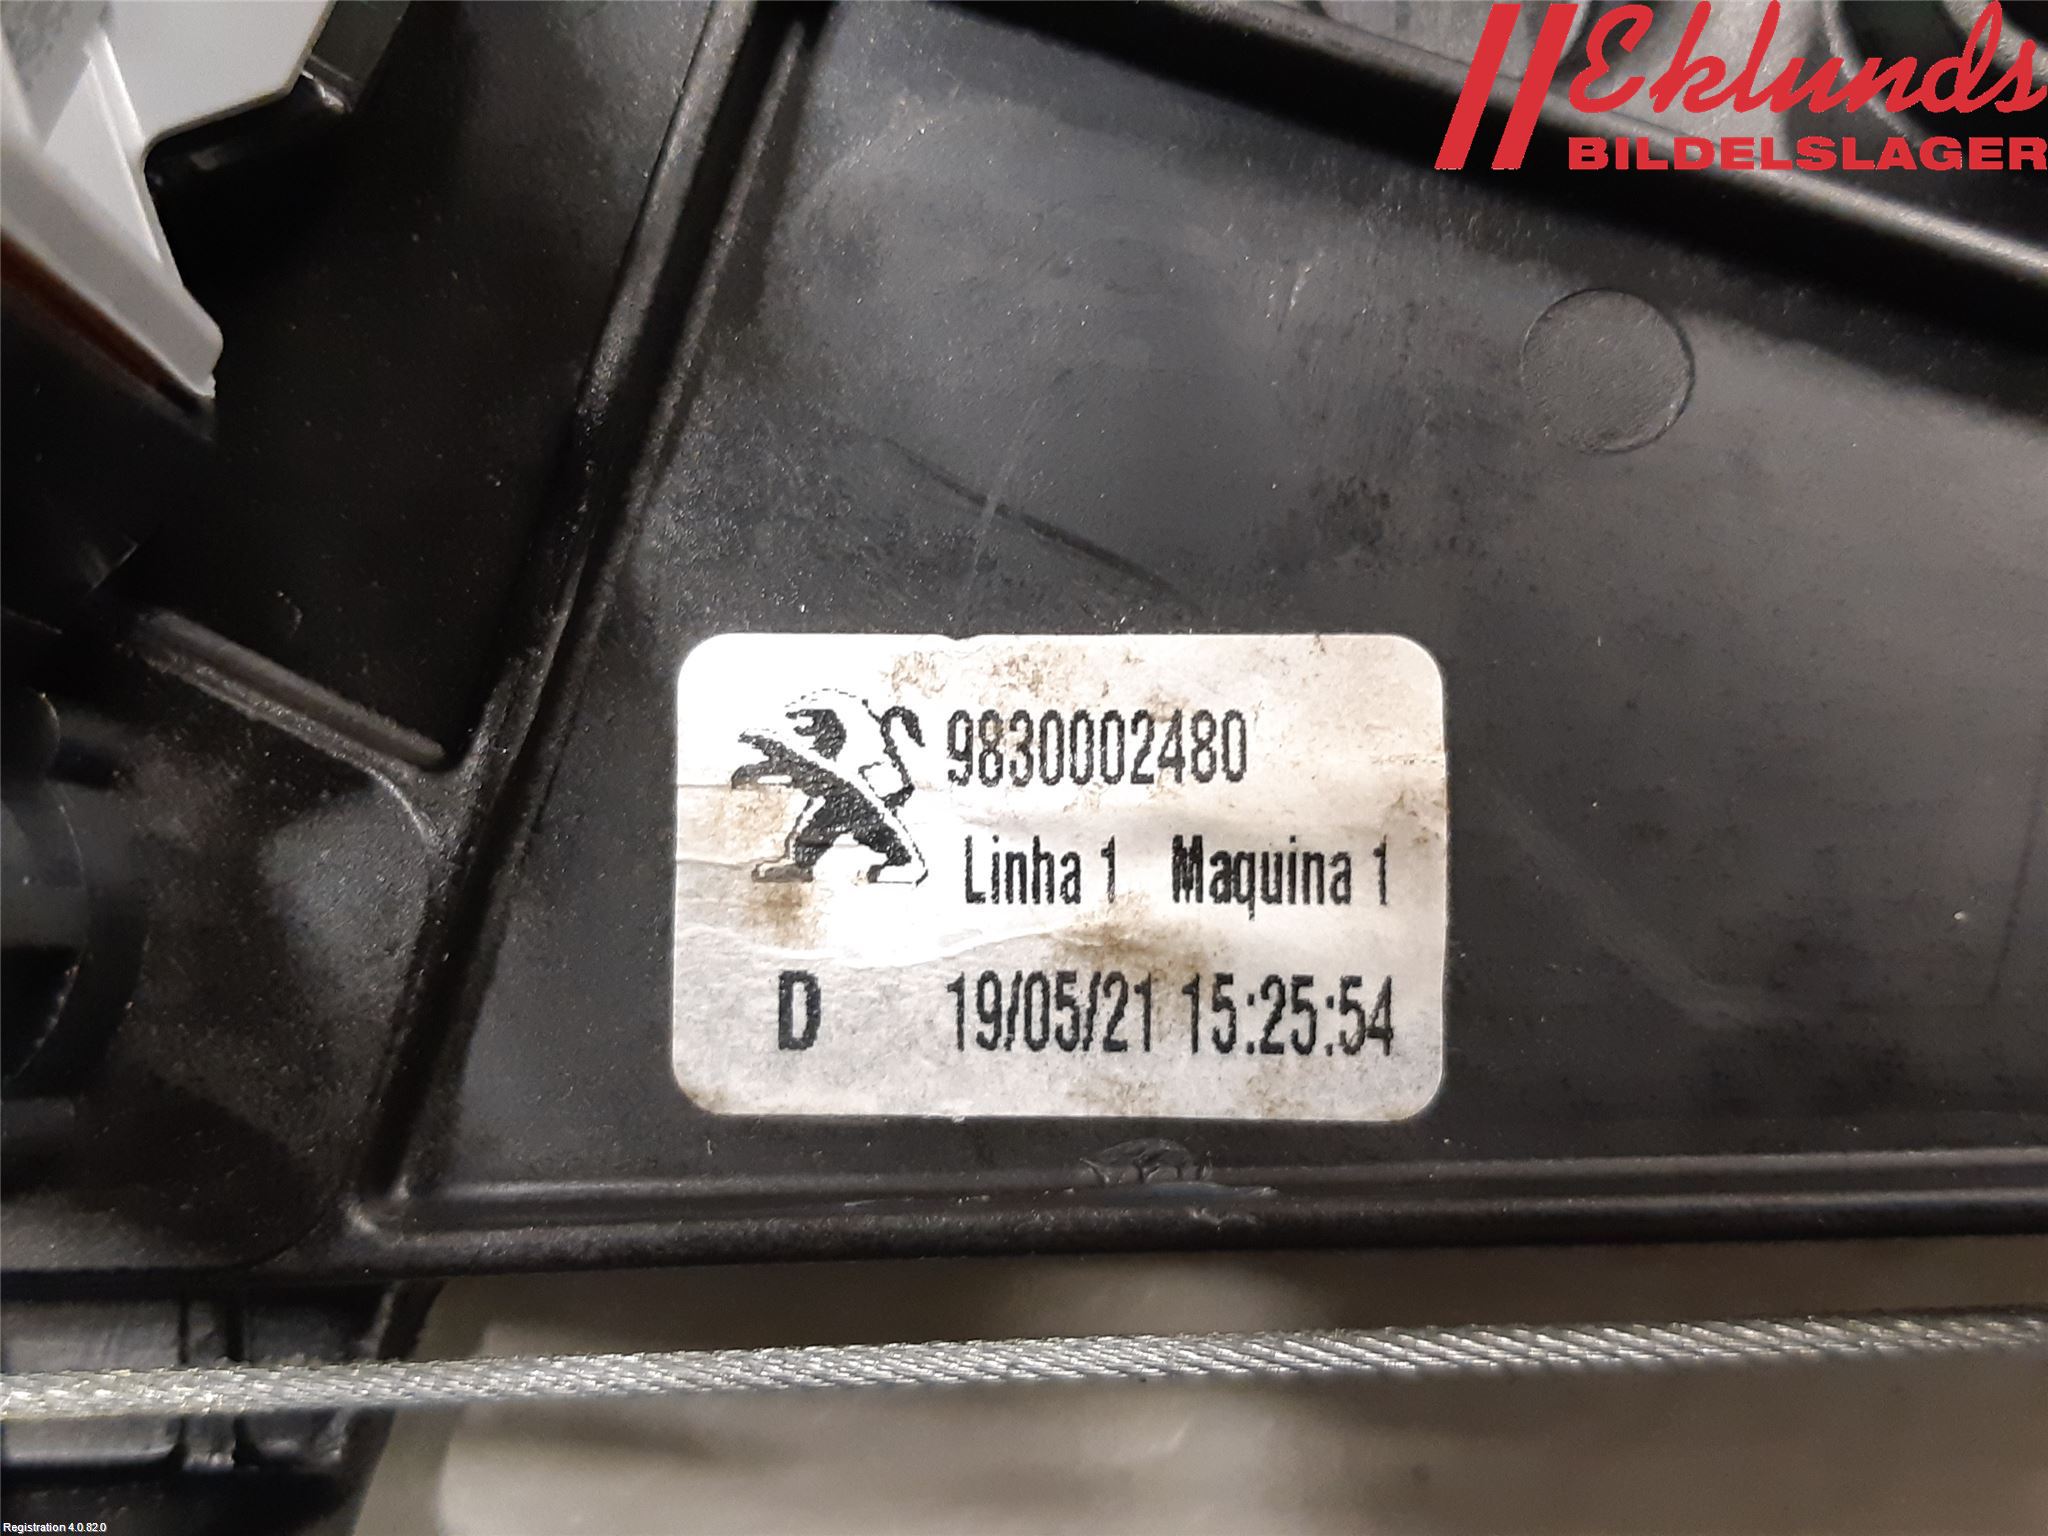 Eklunds
BILDELSLAGER
9830002480
Linha 1 Maquina 1
D 19/05/21 15:25:54
Registration 4.0.82.0